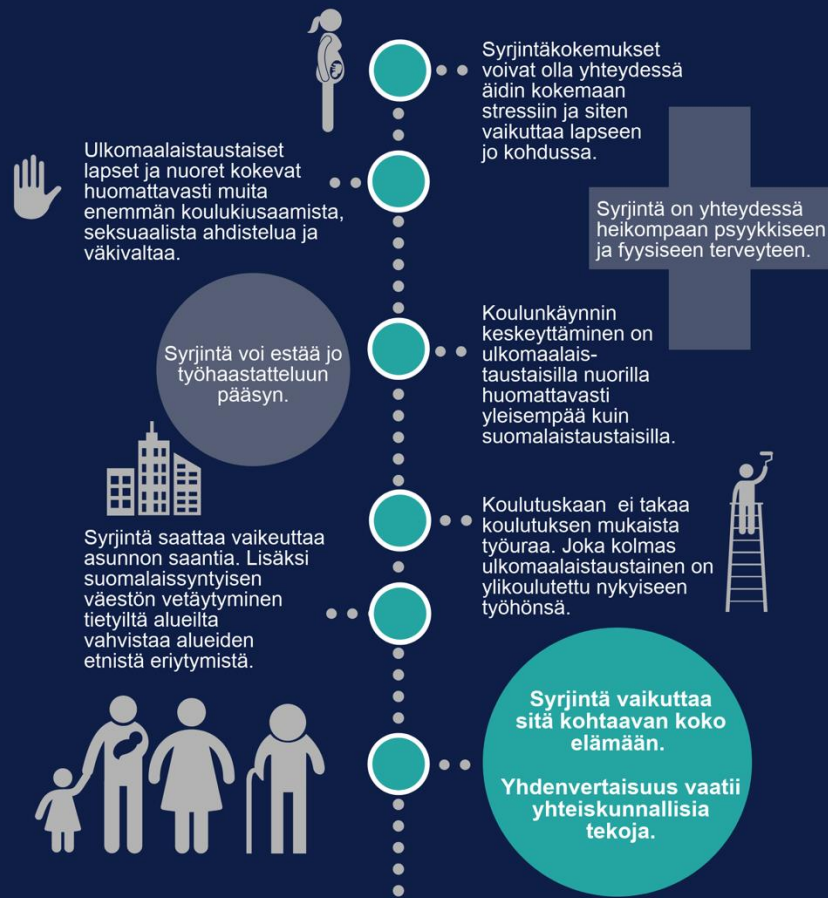 Syrjintäkokemukset
voivat olla yhteydessä
äidin kokemaan
stressiin ja siten
vaikuttaa lapseen
jo kohdussa.
Ulkomaalaistaustaiset
lapset ja nuoret kokevat
huomattavasti muita
enemmän koulukiusaamista,
seksuaalista ahdistelua ja
väkivaltaa.
Syrjintä on yhteydessä
heikompaan psyykkiseen
ja fyysiseen terveyteen.
Koulunkäynnin
keskeyttäminen on
ulkomaalais-
taustaisilla nuorilla
huomattavasti
yleisempää kuin
suomalaistaustaisilla.
Syrjintä voi estää jo
työhaastatteluun
pääsyn.
Koulutuskaan ei takaa
koulutuksen mukaista
työuraa. Joka kolmas
ulkomaalaistaustainen on
ylikoulutettu nykyiseen
työhönsä.
Syrjintä saattaa vaikeuttaa
asunnon saantia. Lisäksi
suomalaissyntyisen
väestön vetäytyminen
tietyiltä alueilta
vahvistaa alueiden
etnistä eriytymistä.
Syrjintä vaikuttaa
sitä kohtaavan koko
elämään.
Yhdenvertaisuus vaatii
yhteiskunnallisia
tekoja.